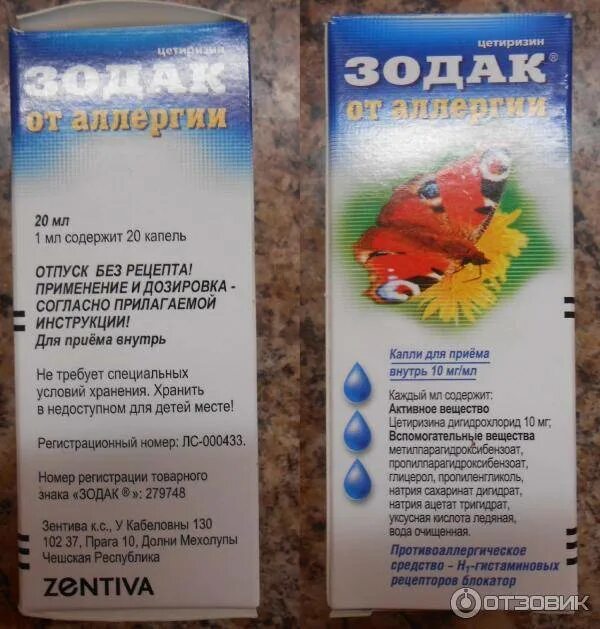 цетиризин
ЗОДАК
от аллергии
20 мл
1 мл содержит 20 капель
ОТПУСК БЕЗ РЕЦЕПТА!
ПРИМЕНЕНИЕ И ДОЗИРОВКА -
СОГЛАСНО ПРИЛАГАЕМОЙ
ИНСТРУКЦИИ!
Для приёма внутрь
Не требует специальных
условий хранения. Хранить
в недоступном для детей месте!
Регистрационный номер: ЛС-000433.
Номер регистрации товарного
знака «ЗОДАК ®»: 279748
Зентива к.с., У Кабеловны 130
102 37, Прага 10, Долни Мехолупы
Чешская Республика
ZENTIVA
цетиризин
ЗОДАК®
от аллергии
Капли для приёма
внутрь 10 мг/мл
Каждый мл содержит:
Активное вещество
Цетиризина дигидрохлорид 10 мг;
Вспомогательные вещества
метилпарагидроксибензоат,
пропилпарагидроксибензоат,
глицерол, пропиленгликоль,
натрия сахаринат дигидрат,
натрия ацетат тригидрат,
уксусная кислота ледяная,
вода очищенная.
Противоаллергическое
средство – H₁-гистаминовых
рецепторов блокатор
ОТЗОВИК